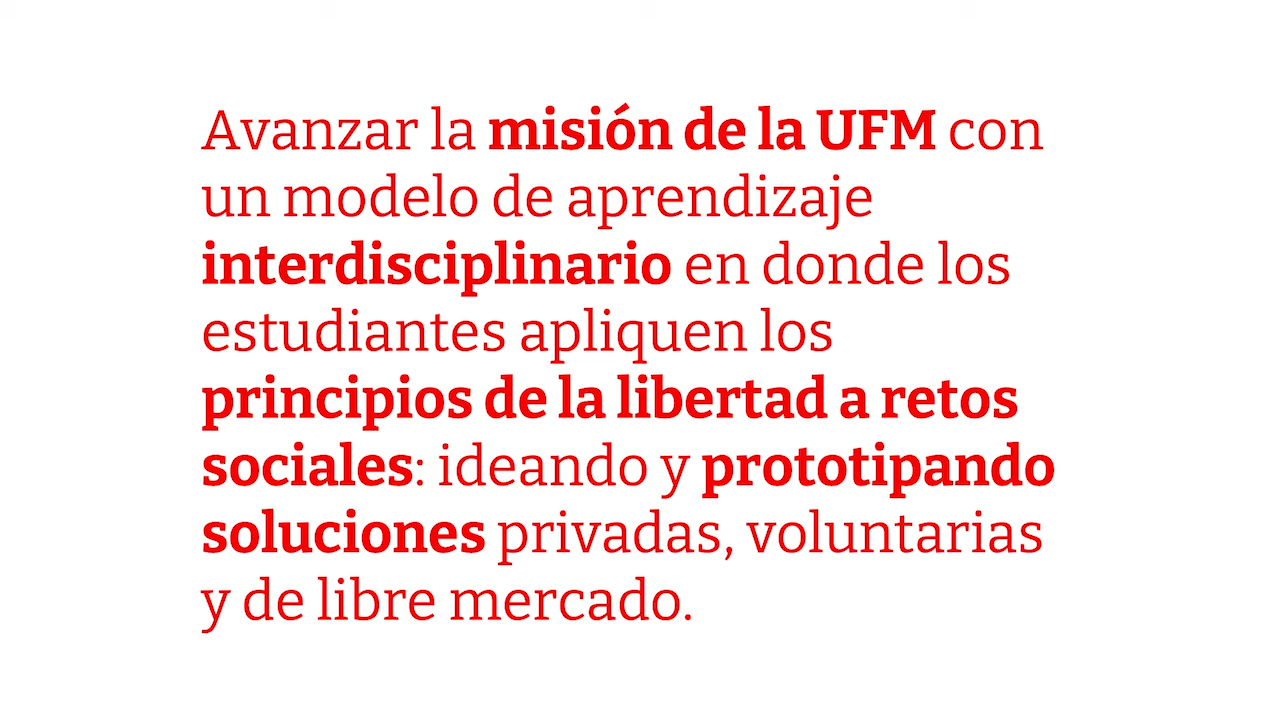 Avanzar la misión de la UFM con
un modelo de aprendizaje
interdisciplinario en donde los
estudiantes apliquen los
principios de la libertad a retos
sociales: ideando y prototipando
soluciones privadas, voluntarias
y de libre mercado.